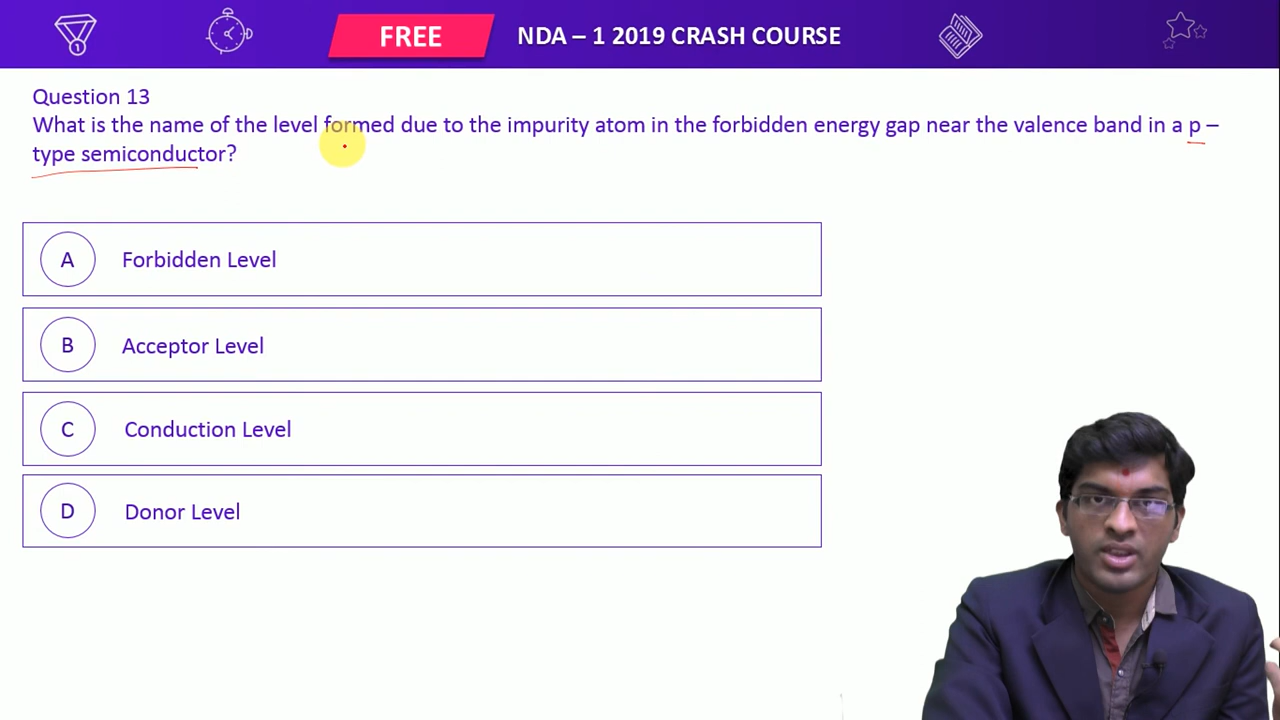 FREE
NDA – 1 2019 CRASH COURSE
Question 13
What is the name of the level formed due to the impurity atom in the forbidden energy gap near the valence band in a p –
type semiconductor?
A Forbidden Level
B Acceptor Level
C Conduction Level
D Donor Level